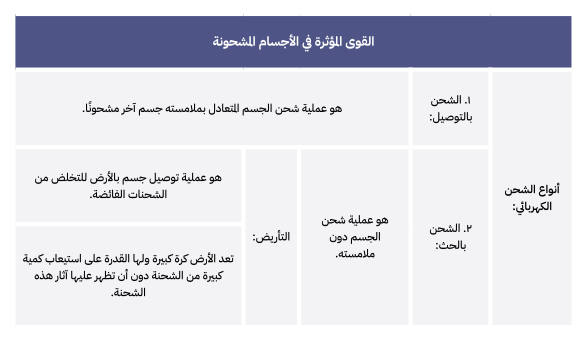 القوى المؤثرة في الأجسام المشحونة
أنواع الشحن
الكهربائي:
١. الشحن
بالتوصيل:
هو عملية شحن الجسم المتعادل بملامسته جسم آخر مشحونًا.
٢. الشحن
بالحث:
هو عملية شحن
الجسم دون
ملامسته.
التأريض:
هو عملية توصيل جسم بالأرض للتخلص من
الشحنات الفائضة.
تعد الأرض كرة كبيرة ولها القدرة على استيعاب كمية
كبيرة من الشحنة دون أن تظهر عليها آثار هذه
الشحنة.